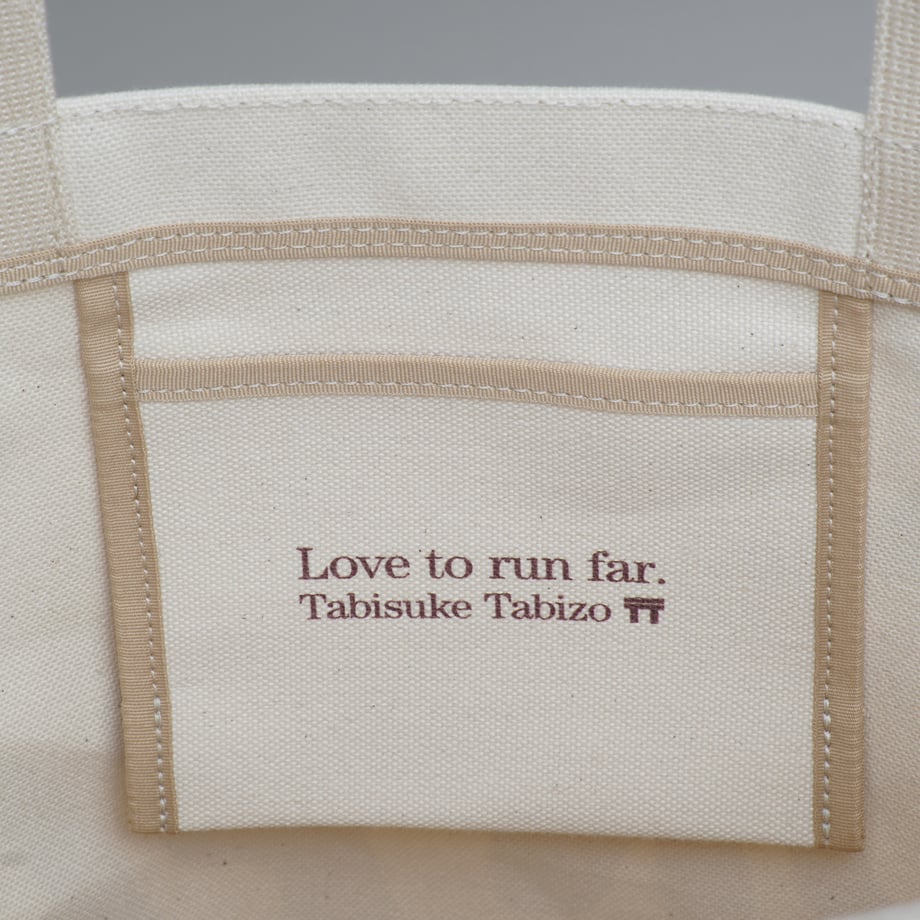 Love to run far.
Tabisuke Tabizo